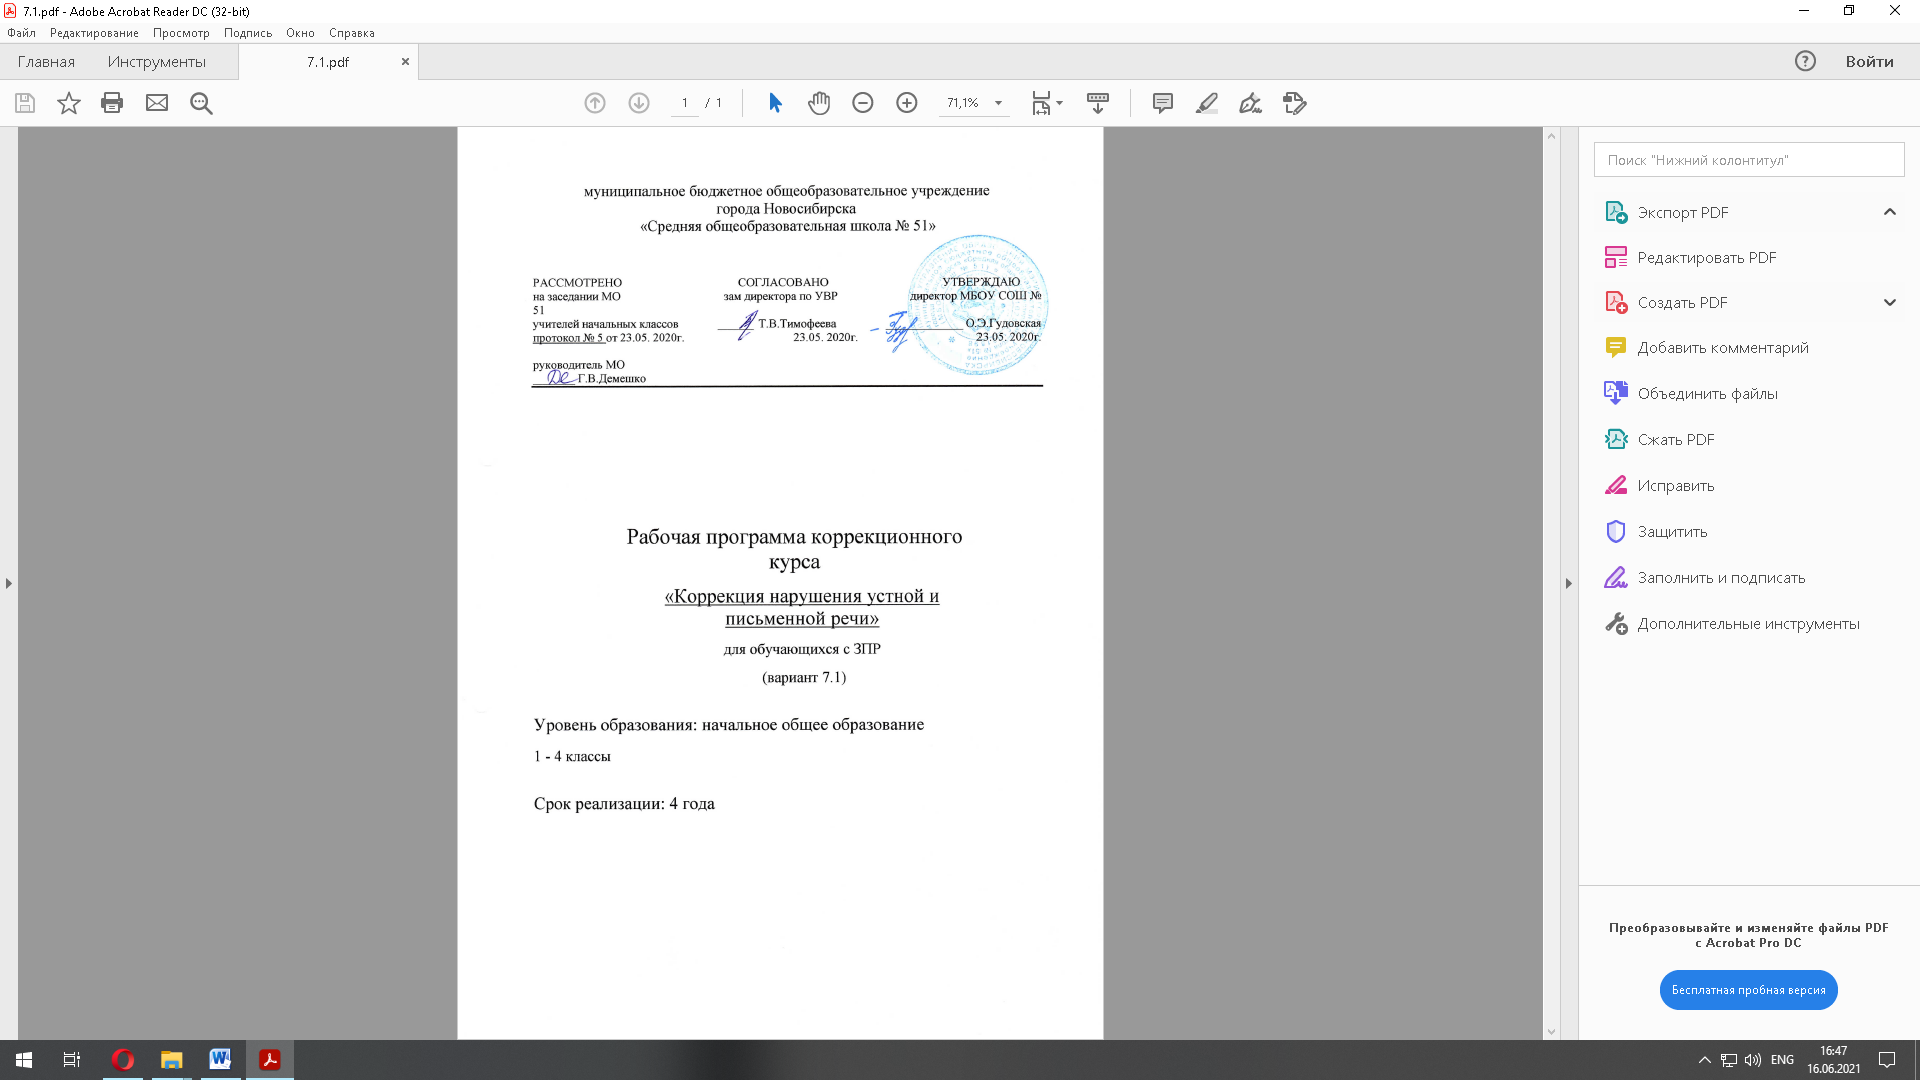 7.1.pdf - Adobe Acrobat Reader DC (32-bit)
Файл Редактирование Просмотр Подпись Окно Справка
Главная Инструменты 7.1.pdf Войти
1 / 1 71,1%
муниципальное бюджетное общеобразовательное учреждение
города Новосибирска
«Средняя общеобразовательная школа № 51»
РАССМОТРЕНО СОГЛАСОВАНО УТВЕРЖДАЮ
на заседании МО зам директора по УВР директор МБОУ СОШ №
51
учителей начальных классов Т.В.Тимофеева О.Э.Гудовская
протокол № 5 от 23.05. 2020г. 23.05. 2020г. 23.05. 2020г.
руководитель МО
Г.В.Демешко
Рабочая программа коррекционного
курса
«Коррекция нарушения устной и
письменной речи»
для обучающихся с ЗПР
(вариант 7.1)
Уровень образования: начальное общее образование
1 - 4 классы
Срок реализации: 4 года
Поиск "Нижний колонтитул"
Экспорт PDF
Редактировать PDF
Создать PDF
Добавить комментарий
Объединить файлы
Сжать PDF
Исправить
Защитить
Заполнить и подписать
Дополнительные инструменты
Преобразовывайте и изменяйте файлы PDF
с Acrobat Pro DC
Бесплатная пробная версия
ENG
16:47
16.06.2021